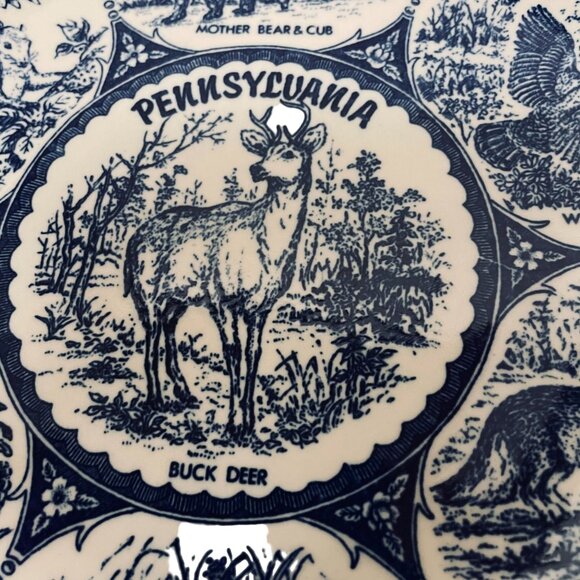 MOTHER BEAR & CUB
PENNSYLVANIA
BUCK DEER